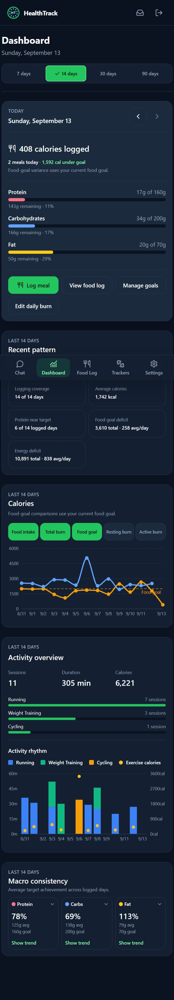 HT HealthTrack
Dashboard
Sunday, September 13
7 days 14 days 30 days 90 days
TODAY
Sunday, September 13
408 calories logged
2 meals today · 1,592 cal under goal
Food-goal variance uses your current food goal.
Protein 17g of 160g
143g remaining · 11%
Carbohydrates 34g of 200g
166g remaining · 17%
Fat 20g of 70g
50g remaining · 29%
Log meal View food log Manage goals
Edit daily burn
LAST 14 DAYS
Recent pattern
Chat Dashboard Food Log Trackers Settings
Logging coverage Average calories
14 of 14 days 1,742 kcal
Protein near target Food-goal deficit
6 of 14 logged days 3,610 total · 258 avg/day
Energy deficit
10,891 total · 838 avg/day
LAST 14 DAYS
Calories
Food-goal comparisons use your current food goal.
Food intake Total burn Food goal Resting burn Active burn
6000
4500
3000
1500 Food goal
0
8/31 9/1 9/2 9/3 9/4 9/5 9/6 9/7 9/8 9/9 9/10 9/11 9/13
LAST 14 DAYS
Activity overview
Sessions Duration Calories
11 305 min 6,221
Running 7 sessions
Weight Training 3 sessions
Cycling 1 session
Activity rhythm
Running Weight Training Cycling Exercise calories
60m 3600cal
45m 2700cal
30m 1800cal
15m 900cal
0m 0cal
8/31 9/2 9/3 9/4 9/5 9/6 9/7 9/8 9/9 9/11 9/13
LAST 14 DAYS
Macro consistency
Average target achievement across logged days.
Protein Carbs Fat
78% 69% 113%
125g avg 138g avg 79g avg
160g goal 200g goal 70g goal
Show trend Show trend Show trend